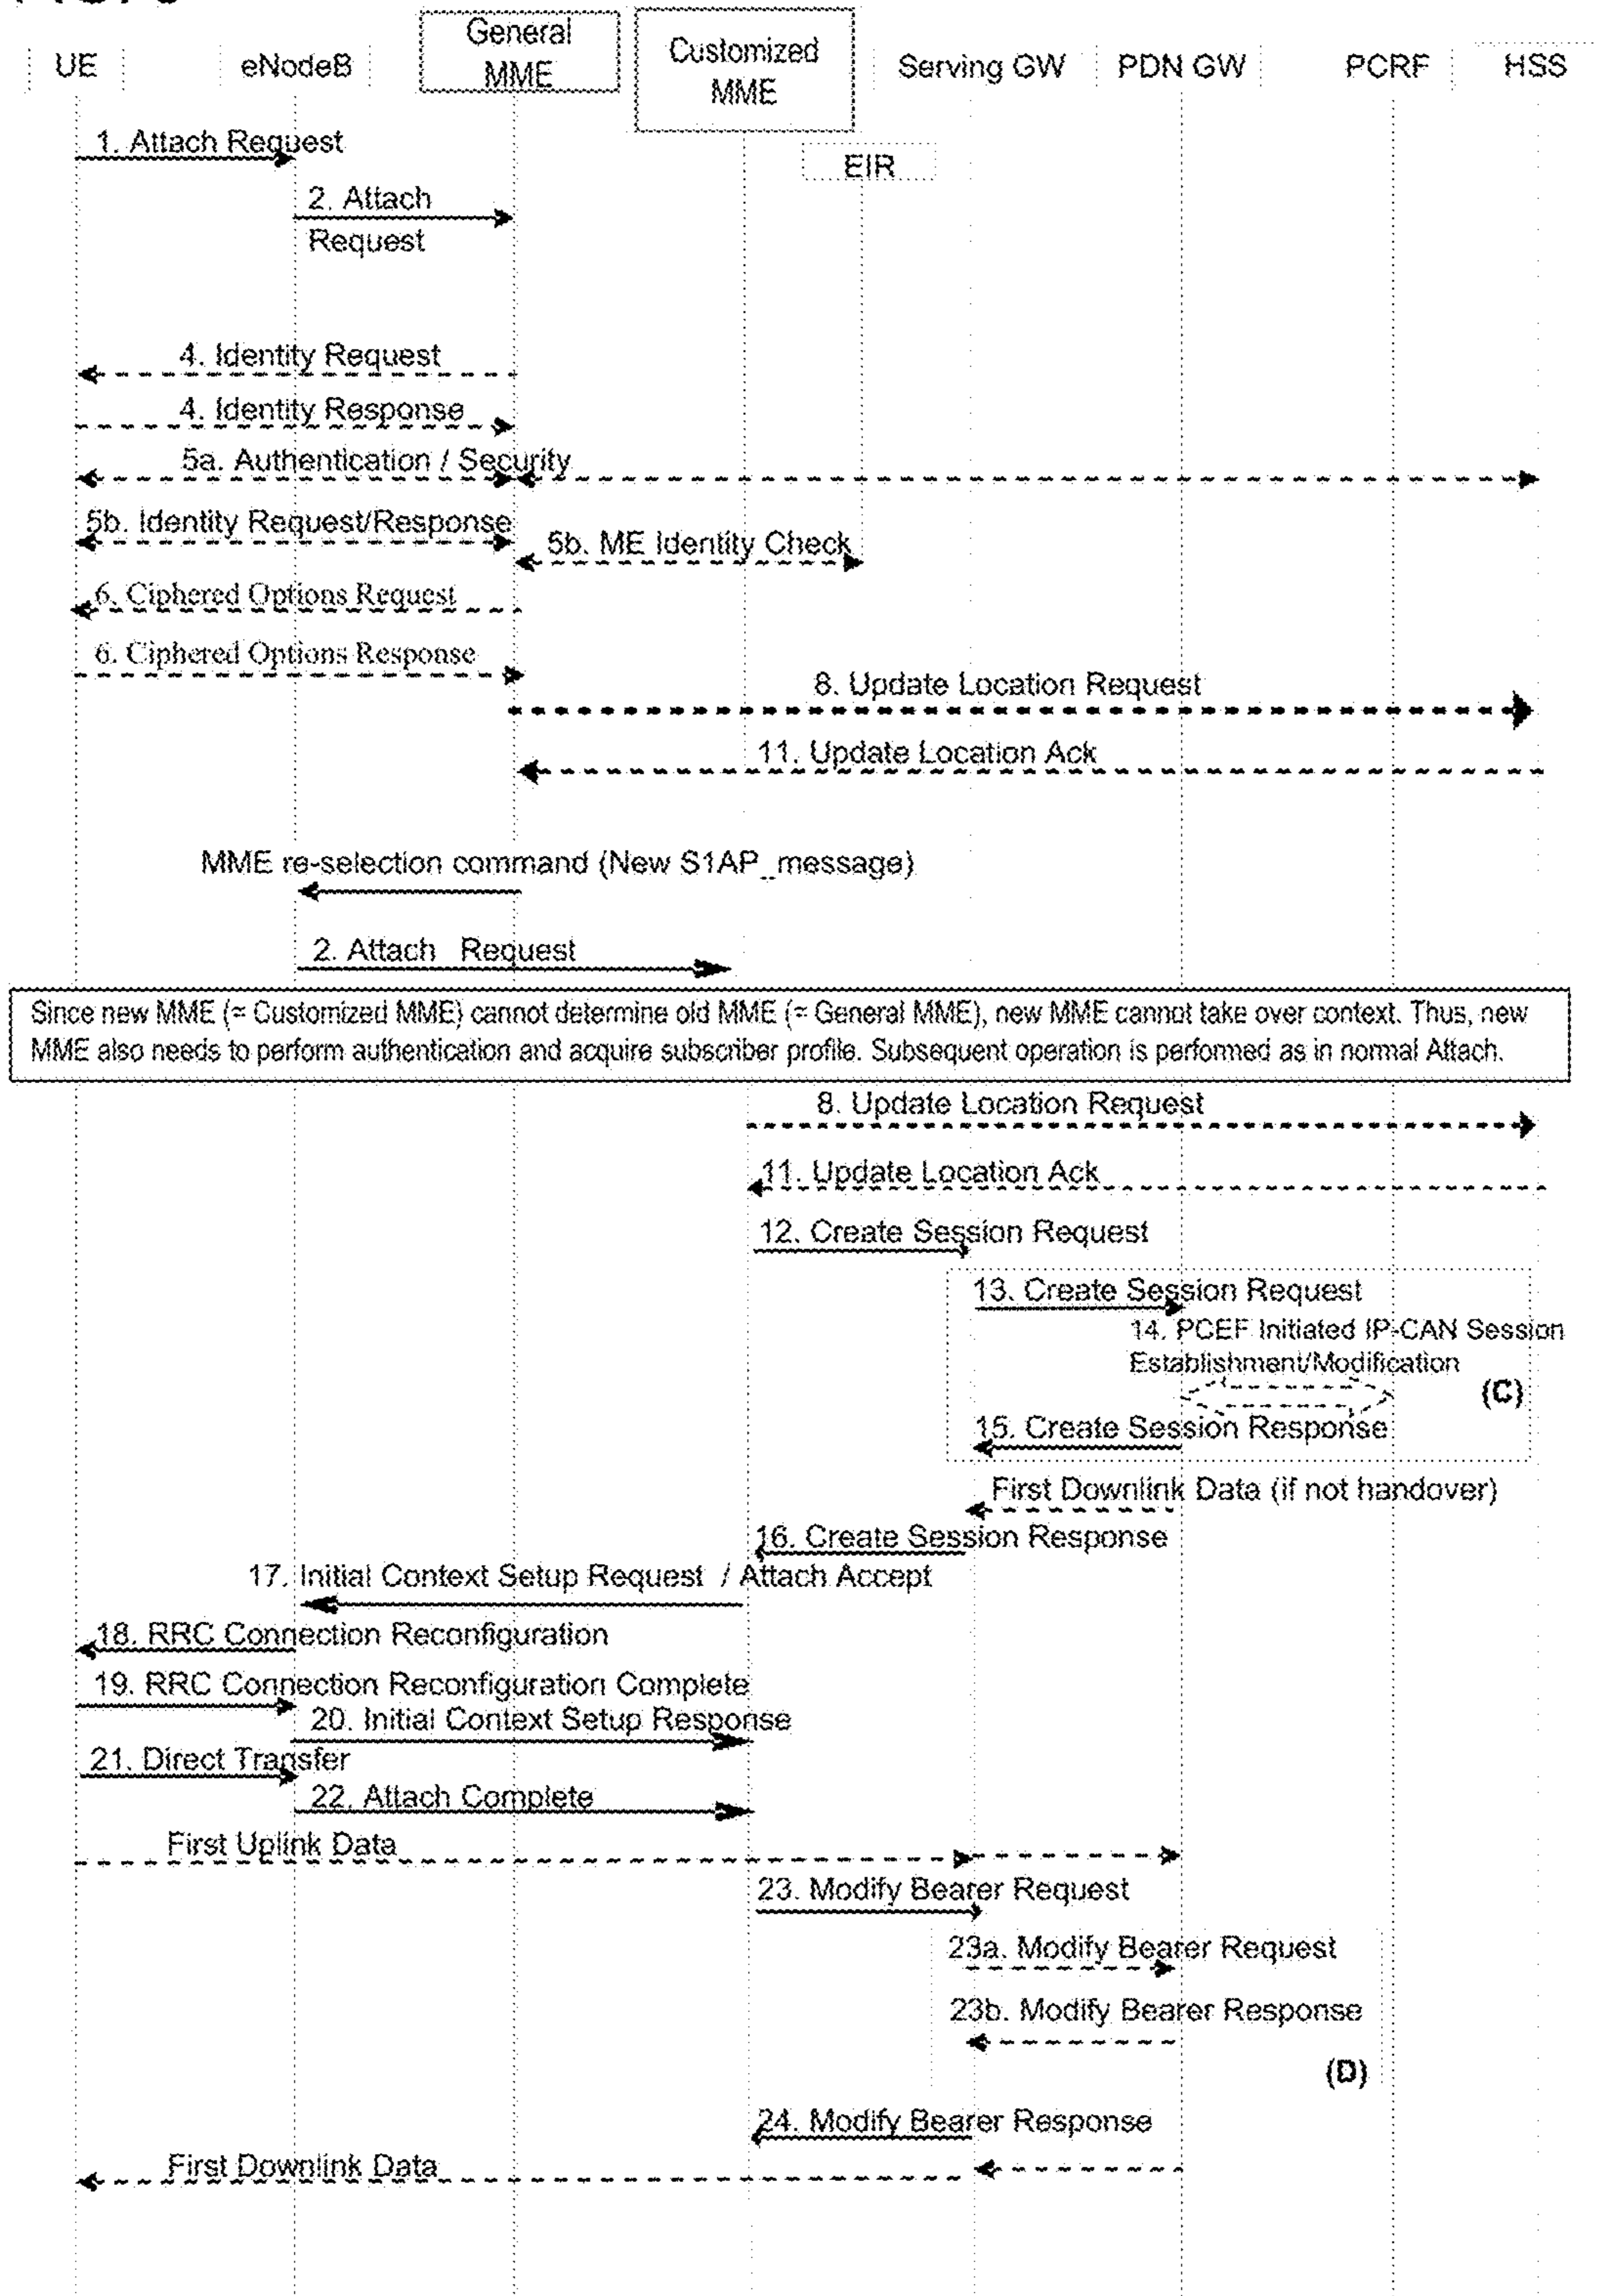 UE
eNodeB
General
MME
Customized
MME
Serving GW
PDN GW
PCRF
HSS
EIR
1. Attach Request
2. Attach
Request
4. Identity Request
4. Identity Response
5a. Authentication / Security
5b. Identity Request/Response
5b. ME Identity Check
6. Ciphered Options Request
6. Ciphered Options Response
8. Update Location Request
11. Update Location Ack
MME re-selection command (New S1AP_message)
2. Attach Request
Since new MME (= Customized MME) cannot determine old MME (= General MME), new MME cannot take over context. Thus, new
MME also needs to perform authentication and acquire subscriber profile. Subsequent operation is performed as in normal Attach.
8. Update Location Request
11. Update Location Ack
12. Create Session Request
13. Create Session Request
14. PCEF Initiated IP-CAN Session
Establishment/Modification
(C)
15. Create Session Response
First Downlink Data (if not handover)
16. Create Session Response
17. Initial Context Setup Request / Attach Accept
18. RRC Connection Reconfiguration
19. RRC Connection Reconfiguration Complete
20. Initial Context Setup Response
21. Direct Transfer
22. Attach Complete
First Uplink Data
23. Modify Bearer Request
23a. Modify Bearer Request
23b. Modify Bearer Response
(D)
24. Modify Bearer Response
First Downlink Data